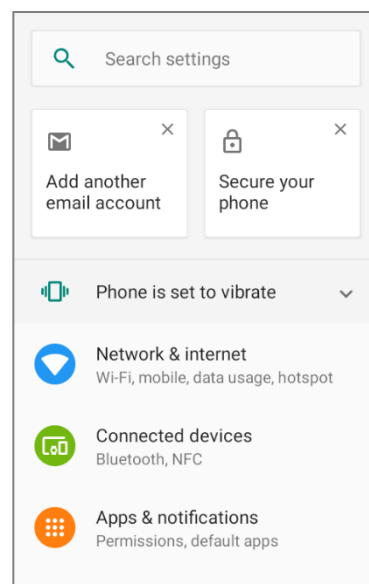 Search settings
Add another
email account
Secure your
phone
Phone is set to vibrate
Network & internet
Wi-Fi, mobile, data usage, hotspot
Connected devices
Bluetooth, NFC
Apps & notifications
Permissions, default apps